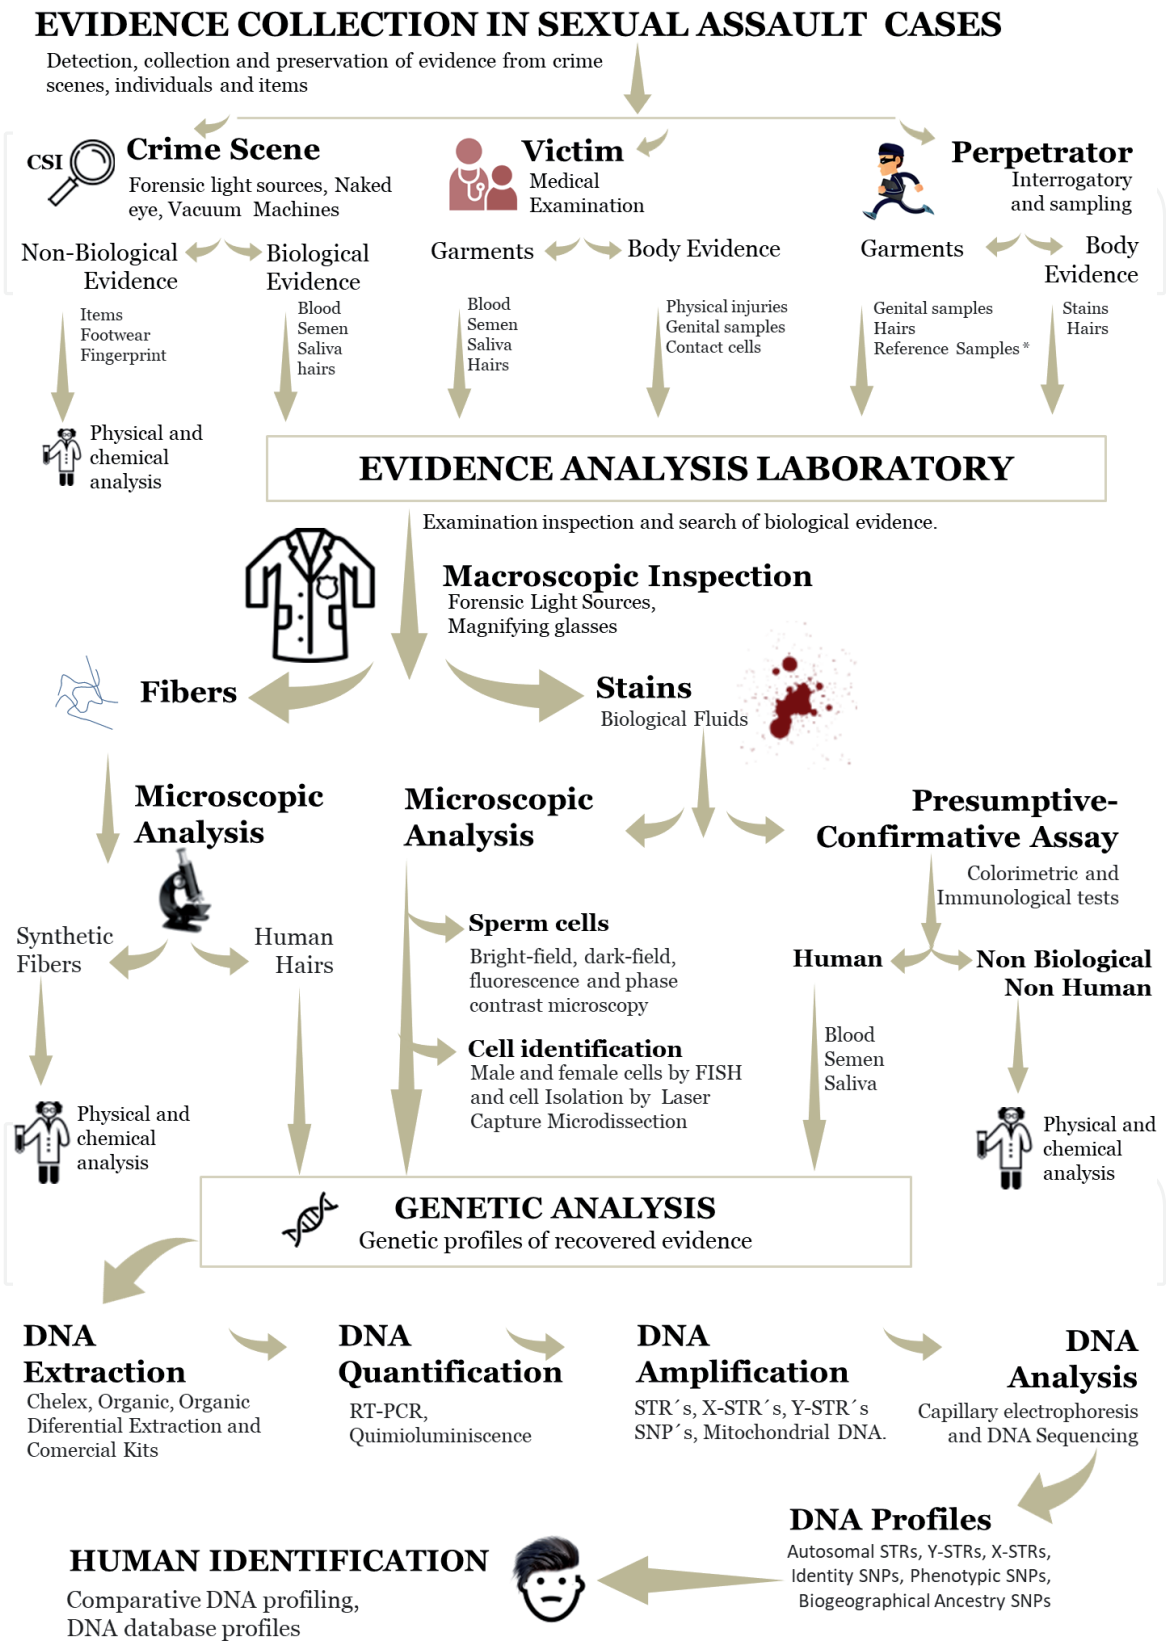 EVIDENCE COLLECTION IN SEXUAL ASSAULT CASES
Detection, collection and preservation of evidence from crime
scenes, individuals and items
CSI
Crime Scene
Forensic light sources, Naked
eye, Vacuum Machines
Victim
Medical
Examination
Perpetrator
Interrogatory
and sampling
Non-Biological
Evidence
Biological
Evidence
Garments
Body Evidence
Garments
Body
Evidence
Items
Footwear
Fingerprint
Blood
Semen
Saliva
hairs
Blood
Semen
Saliva
Hairs
Physical injuries
Genital samples
Contact cells
Genital samples
Hairs
Reference Samples *
Stains
Hairs
Physical and
chemical
analysis
EVIDENCE ANALYSIS LABORATORY
Examination inspection and search of biological evidence.
Macroscopic Inspection
Forensic Light Sources,
Magnifying glasses
Fibers
Stains
Biological Fluids
Microscopic
Analysis
Microscopic
Analysis
Presumptive-
Confirmative Assay
Colorimetric and
Immunological tests
Synthetic
Fibers
Human
Hairs
Sperm cells
Bright-field, dark-field,
fluorescence and phase
contrast microscopy
Cell identification
Male and female cells by FISH
and cell Isolation by Laser
Capture Microdissection
Human
Non Biological
Non Human
Blood
Semen
Saliva
Physical and
chemical
analysis
Physical and
chemical
analysis
GENETIC ANALYSIS
Genetic profiles of recovered evidence
DNA
Extraction
Chelex, Organic, Organic
Diferential Extraction and
Comercial Kits
DNA
Quantification
RT-PCR,
Quimioluminiscence
DNA
Amplification
STR´s, X-STR´s, Y-STR´s
SNP´s, Mitochondrial DNA.
DNA
Analysis
Capillary electrophoresis
and DNA Sequencing
DNA Profiles
Autosomal STRs, Y-STRs, X-STRs,
Identity SNPs, Phenotypic SNPs,
Biogeographical Ancestry SNPs
HUMAN IDENTIFICATION
Comparative DNA profiling,
DNA database profiles